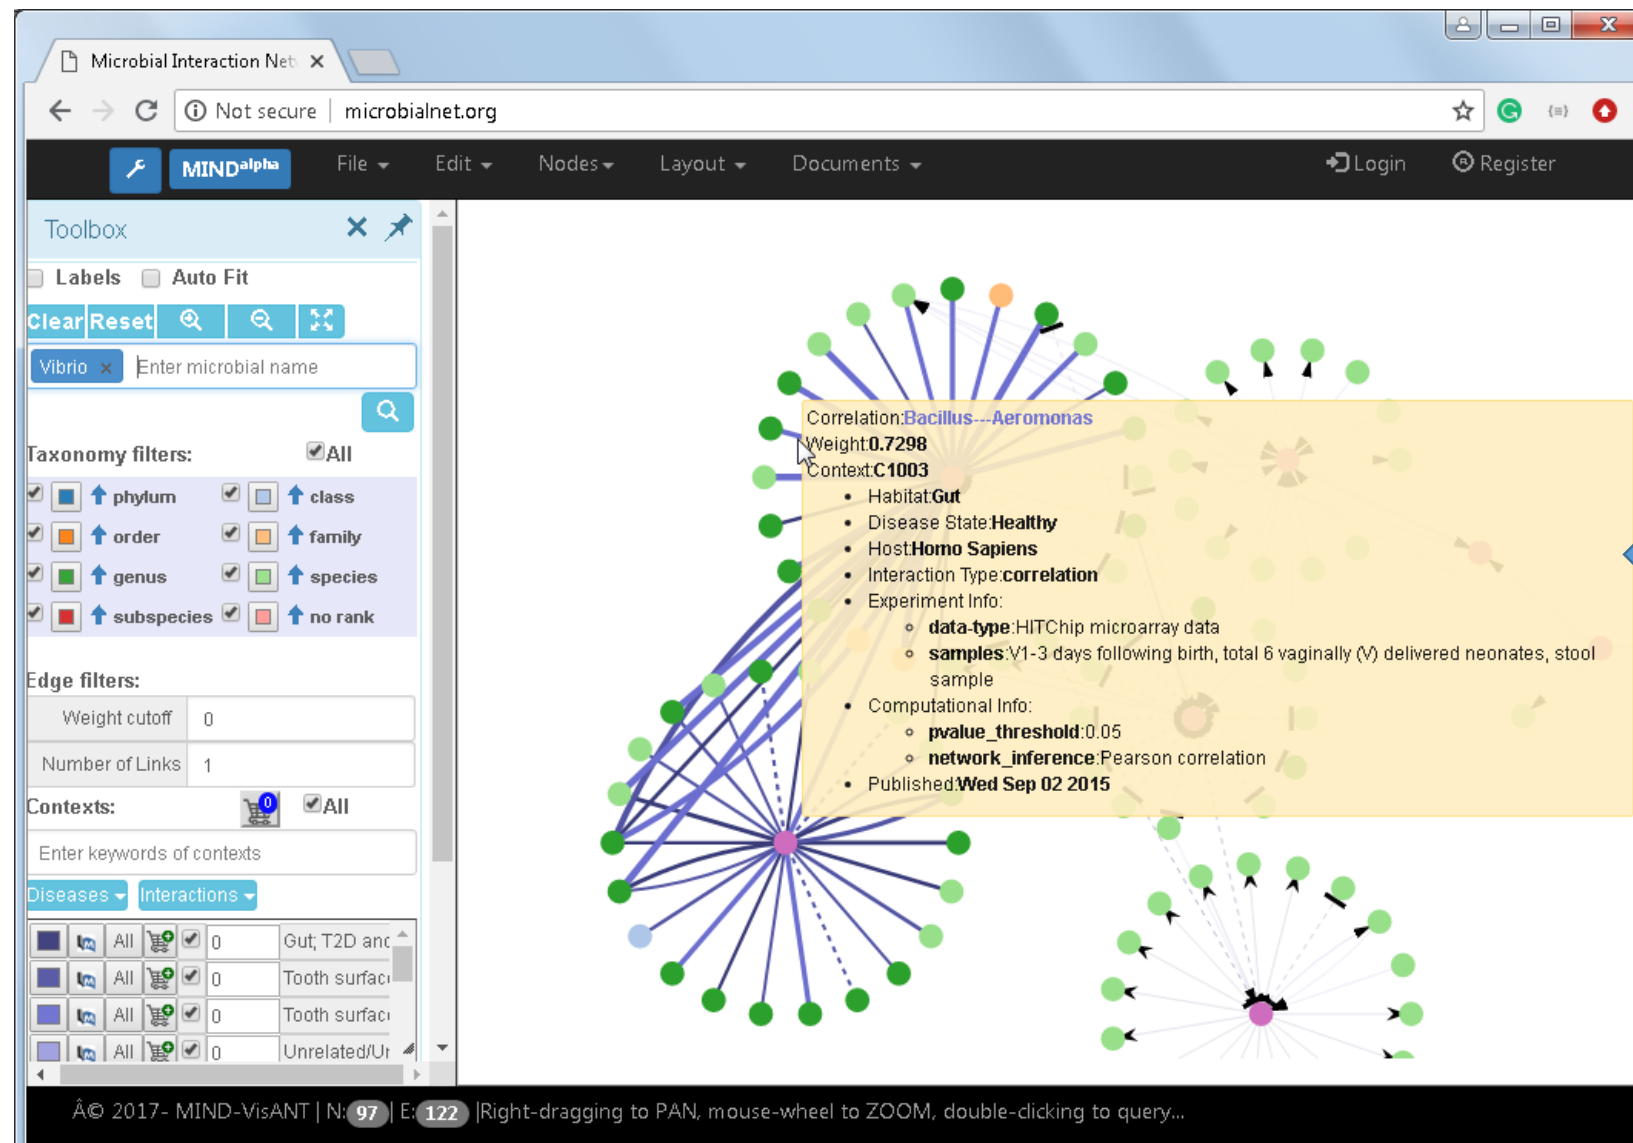 Microbial Interaction Net
Not secure | microbialnet.org
MINDalpha File Edit Nodes Layout Documents Login Register
Toolbox
Labels Auto Fit
Clear Reset
Vibrio × Enter microbial name
Taxonomy filters: All
phylum class
order family
genus species
subspecies no rank
Edge filters:
Weight cutoff 0
Number of Links 1
Contexts: 0 All
Enter keywords of contexts
Diseases Interactions
All 0 Gut; T2D and
All 0 Tooth surfac
All 0 Tooth surfac
All 0 Unrelated/Ur
Correlation:Bacillus---Aeromonas
Weight:0.7298
Context:C1003
• Habitat:Gut
• Disease State:Healthy
• Host:Homo Sapiens
• Interaction Type:correlation
• Experiment Info:
◦ data-type:HITChip microarray data
◦ samples:V1-3 days following birth, total 6 vaginally (V) delivered neonates, stool
sample
• Computational Info:
◦ pvalue_threshold:0.05
◦ network_inference:Pearson correlation
• Published:Wed Sep 02 2015
Â© 2017- MIND-VisANT | N: 97 | E: 122 |Right-dragging to PAN, mouse-wheel to ZOOM, double-clicking to query...